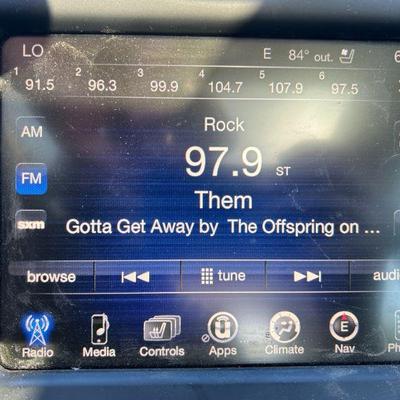 LO E 84° out. 6
1 2 3 4 5 6
91.5 96.3 99.9 104.7 107.9 97.5
AM
Rock
FM
97.9 ST
Them
sxm
Gotta Get Away by The Offspring on ...
browse tune audi
Radio Media Controls Apps Climate Nav Ph
E